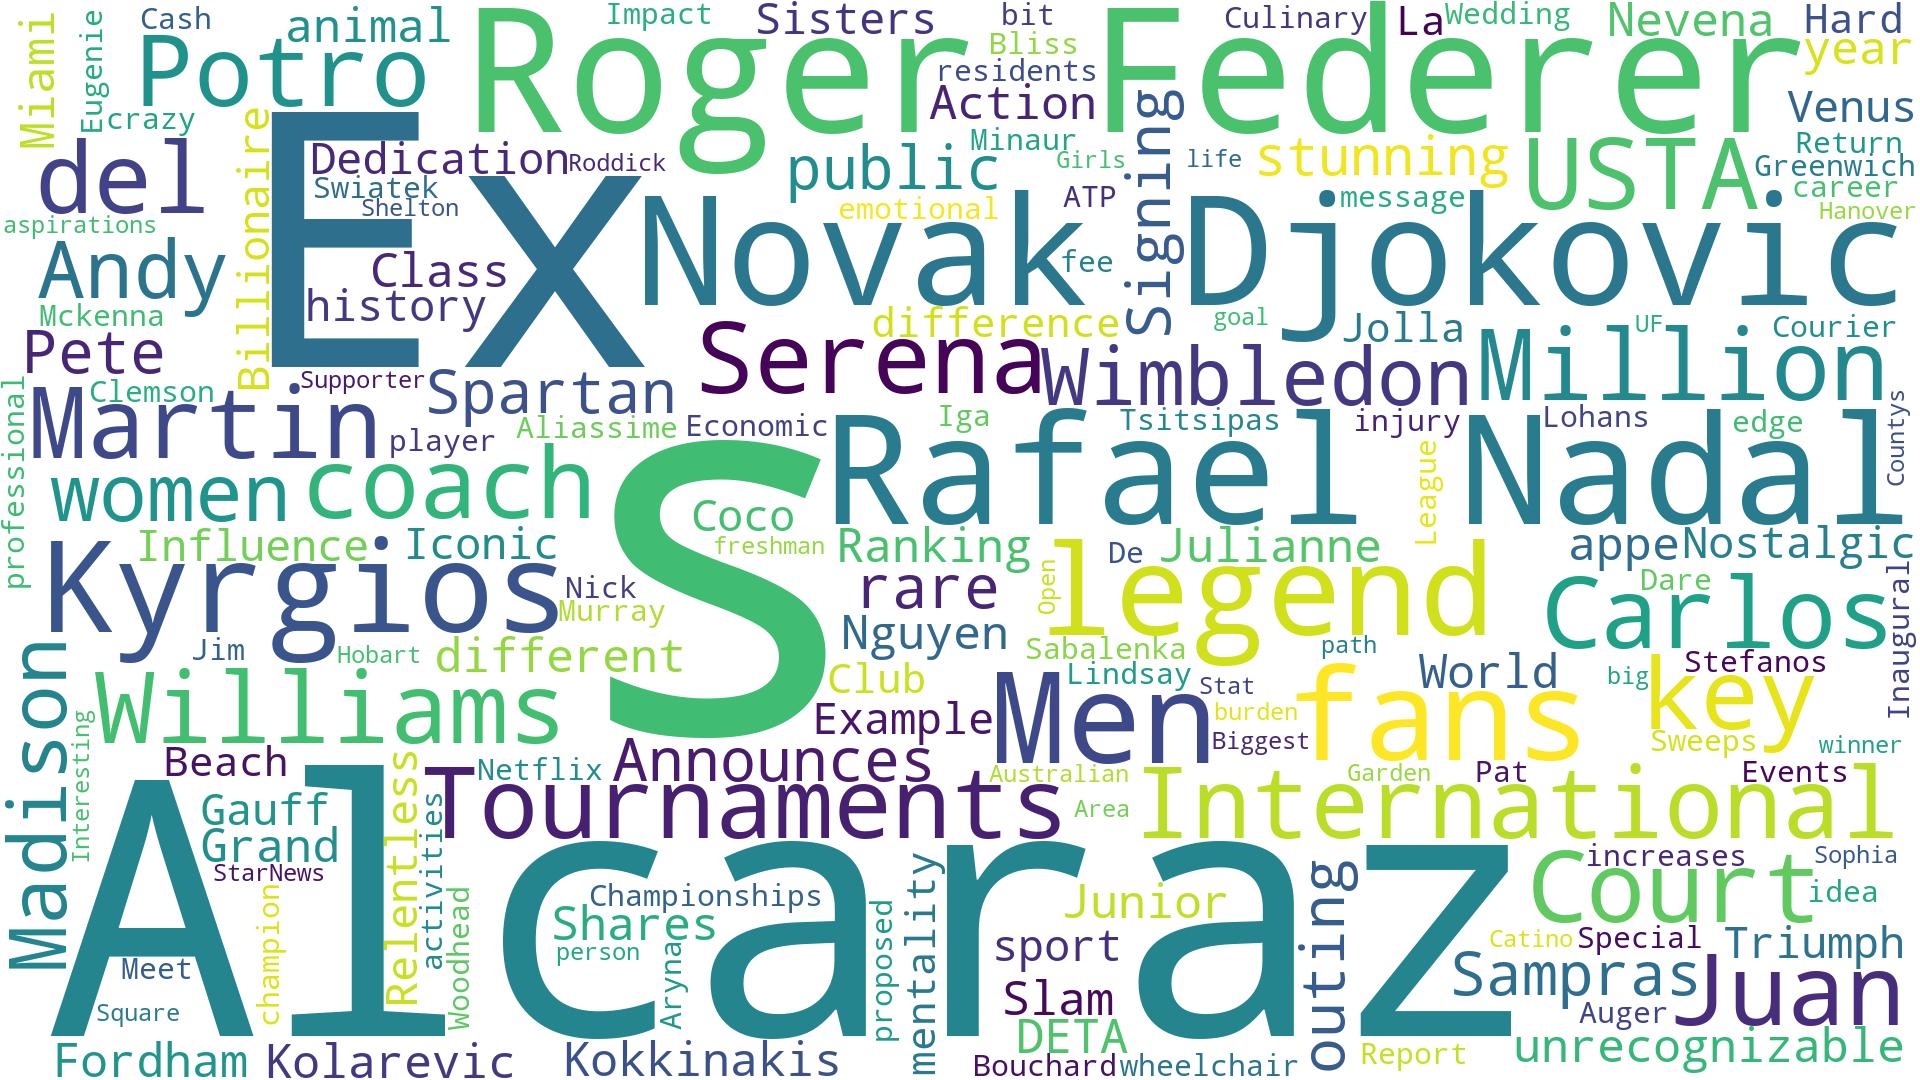 Cash
Impact
Sisters
bit
Culinary
La
Wedding
Nevena
Hard
Miami
Eugenie
animal
Potro
Roger
Federer
Bliss
year
residents
Action
crazy
Venus
Billionaire
Ex
Signing
Minaur
Return
del
Dedication
Roddick
public
Girls
life
stunning
USTA
Greenwich
Swiatek
Shelton
ATP
message
career
aspirations
emotional
Hanover
Novak
Djokovic
Andy
Class
fee
history
Mckenna
difference
goal
Jolla
UF
Courier
Pete
Serena
Wimbledon
Million
Supporter
Spartan
Clemson
Martin
player
Aliassime
Economic
Iga
Tsitsipas
injury
Lohans
edge
Countys
professional
Rafael
Nadal
women
coach
S
Coco
League
freshman
Influence
Iconic
Ranking
De
Julianne
appe
Nostalgic
Kyrgios
Nick
rare
Open
legend
Dare
Carlos
Inaugural
Murray
Nguyen
Jim
Hobart
different
Sabalenka
path
Madison
Williams
Club
Lindsay
Stat
World
big
Stefanos
Example
Men
burden
fans
key
Interesting
Biggest
Sweeps
winner
Beach
Announces
Netflix
Australian
Garden
Pat
Events
Tournaments
International
Gauff
Relentless
activities
Area
Grand
Alcaraz
StarNews
increases
Sophia
Court
Championships
Junior
idea
champion
Woodhead
Shares
person
Aryna
proposed
mentality
sport
outing
Catino
Special
Triumph
Meet
Sampras
Slam
Juan
Square
Auger
DETA
Fordham
Kolarevic
Kokkinakis
Bouchard
wheelchair
Report
unrecognizable